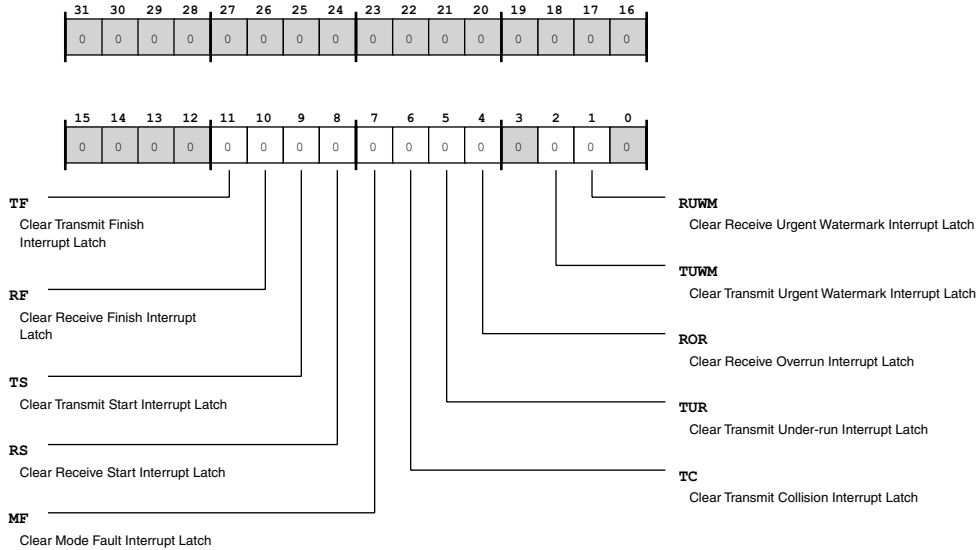 31 30 29 28 27 26 25 24 23 22 21 20 19 18 17 16
0 0 0 0 0 0 0 0 0 0 0 0 0 0 0 0
15 14 13 12 11 10 9 8 7 6 5 4 3 2 1 0
0 0 0 0 0 0 0 0 0 0 0 0 0 0 0 0
TF
Clear Transmit Finish
Interrupt Latch
RF
Clear Receive Finish Interrupt
Latch
TS
Clear Transmit Start Interrupt Latch
RS
Clear Receive Start Interrupt Latch
MF
Clear Mode Fault Interrupt Latch
RUWM
Clear Receive Urgent Watermark Interrupt Latch
TUWM
Clear Transmit Urgent Watermark Interrupt Latch
ROR
Clear Receive Overrun Interrupt Latch
TUR
Clear Transmit Under-run Interrupt Latch
TC
Clear Transmit Collision Interrupt Latch